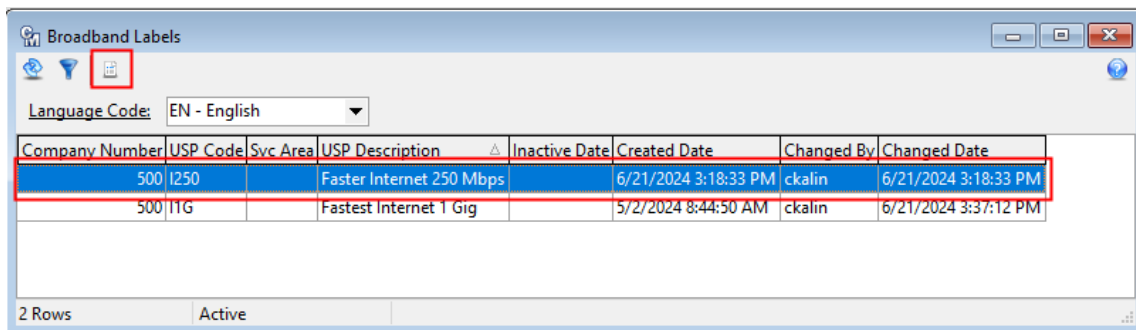 Broadband Labels
Language Code: EN - English
Company Number USP Code Svc Area USP Description Inactive Date Created Date Changed By Changed Date
500 I250 Faster Internet 250 Mbps 6/21/2024 3:18:33 PM ckalin 6/21/2024 3:18:33 PM
500 I1G Fastest Internet 1 Gig 5/2/2024 8:44:50 AM ckalin 6/21/2024 3:37:12 PM
2 Rows Active